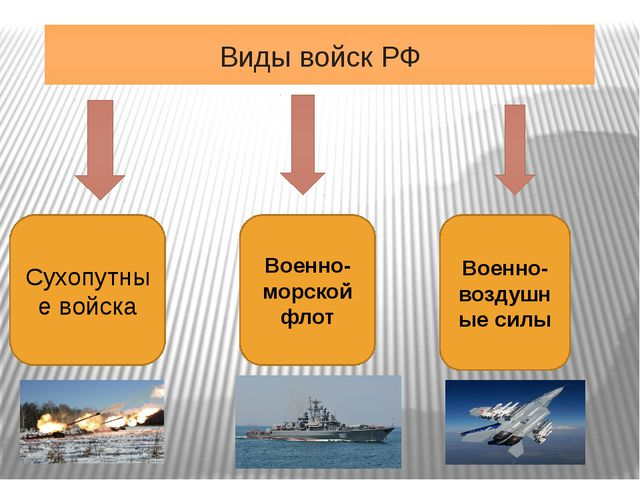 Виды войск РФ
Сухопутны
е войска
Военно-
морской
флот
Военно-
воздушн
ые силы